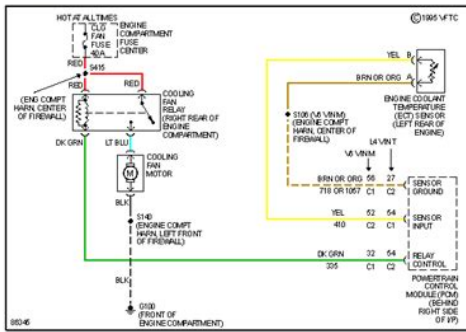 HOT AT ALL TIMES
CLG
FAN
FUSE
40A
ENGINE
COMPARTMENT
FUSE
CENTER
RED
S415
(ENG COMPT
HARN, CENTER
OF FIREWALL)
RED
RED
COOLING
FAN
RELAY
(RIGHT REAR OF
ENGINE
COMPARTMENT)
DK GRN
LT BLU
COOLING
FAN
MOTOR
M
BLK
S140
(ENGINE COMPT
HARN, LEFT FRONT
OF FIREWALL)
BLK
G100
(FRONT OF
ENGINE COMPARTMENT)
©1995 VFTC
YEL B
BRN OR ORG A
ENGINE COOLANT
TEMPERATURE
(ECT) SENSOR
(LEFT REAR OF
ENGINE)
S106 (V6 VIN M)
(ENGINE COMPT
HARN, CENTER OF
FIREWALL)
L4 VIN T
V6 VIN M
BRN OR ORG 56 27
718 OR 1057 C1 C2
SENSOR
GROUND
YEL 52 64
410 C2 C1
SENSOR
INPUT
DK GRN 32 54
335 C1 C2
RELAY
CONTROL
POWERTRAIN
CONTROL
MODULE (PCM)
(BEHIND
RIGHT SIDE
OF I/P)